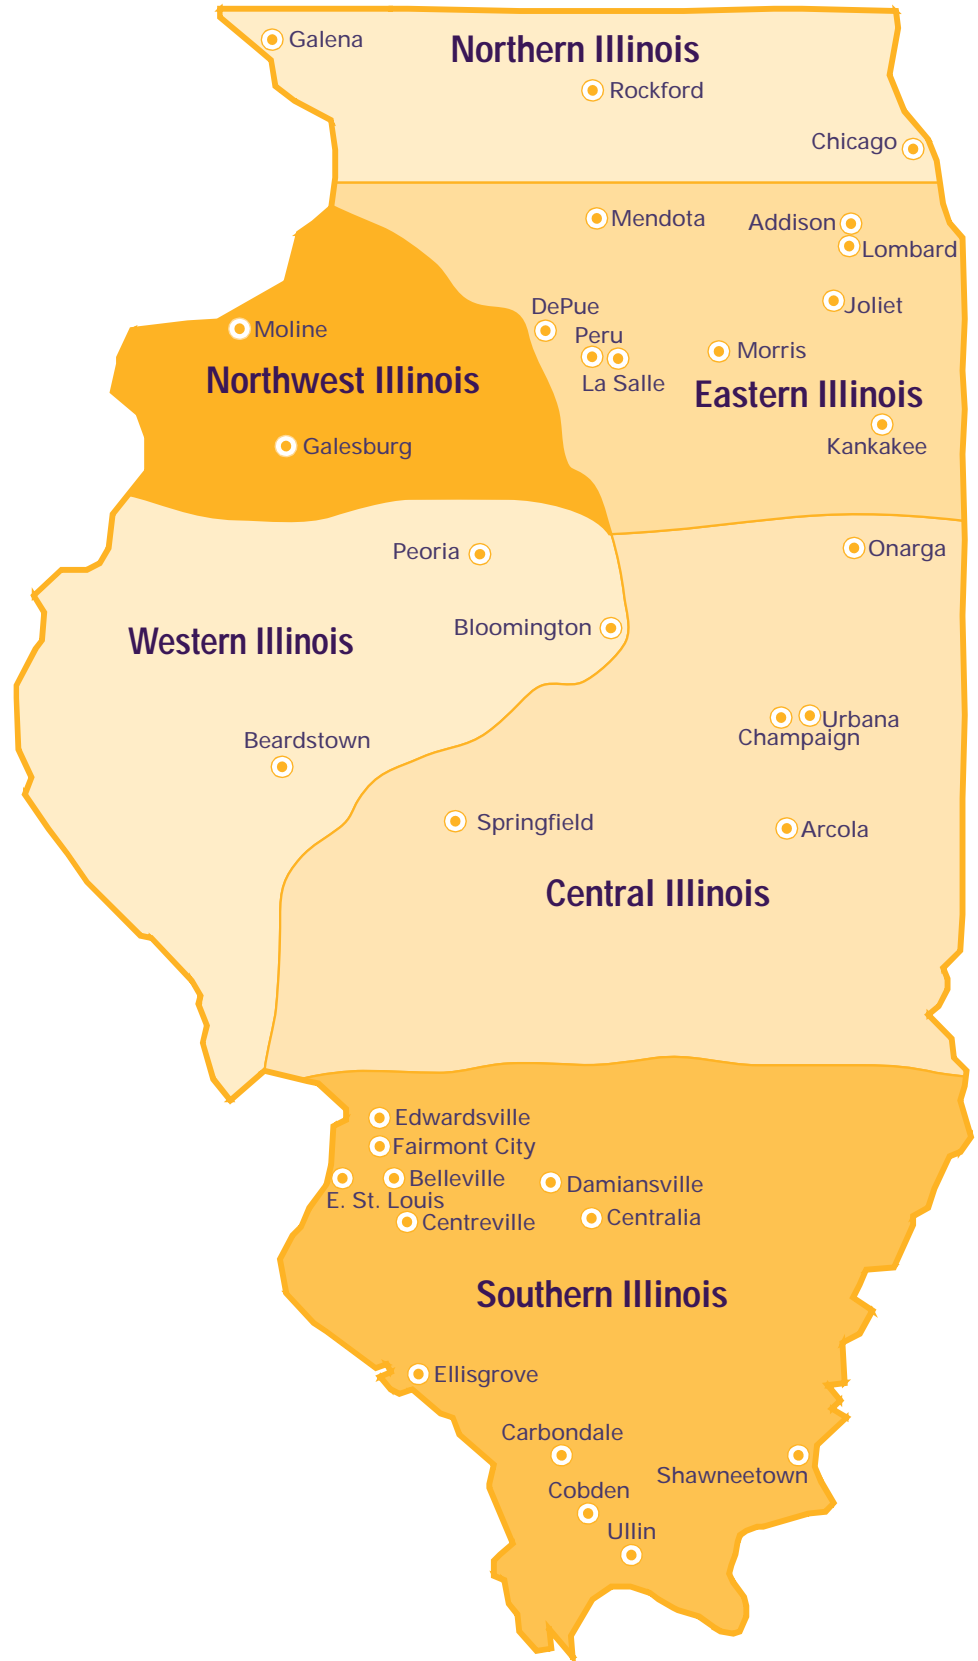 Galena
Northern Illinois
Rockford
Chicago
Mendota
Addison
Lombard
DePue
Joliet
Moline
Peru
Morris
Northwest Illinois
La Salle
Eastern Illinois
Galesburg
Kankakee
Peoria
Onarga
Bloomington
Western Illinois
Urbana
Champaign
Beardstown
Springfield
Arcola
Central Illinois
Edwardsville
Fairmont City
Belleville
Damiansville
E. St. Louis
Centreville
Centralia
Southern Illinois
Ellisgrove
Carbondale
Shawneetown
Cobden
Ullin